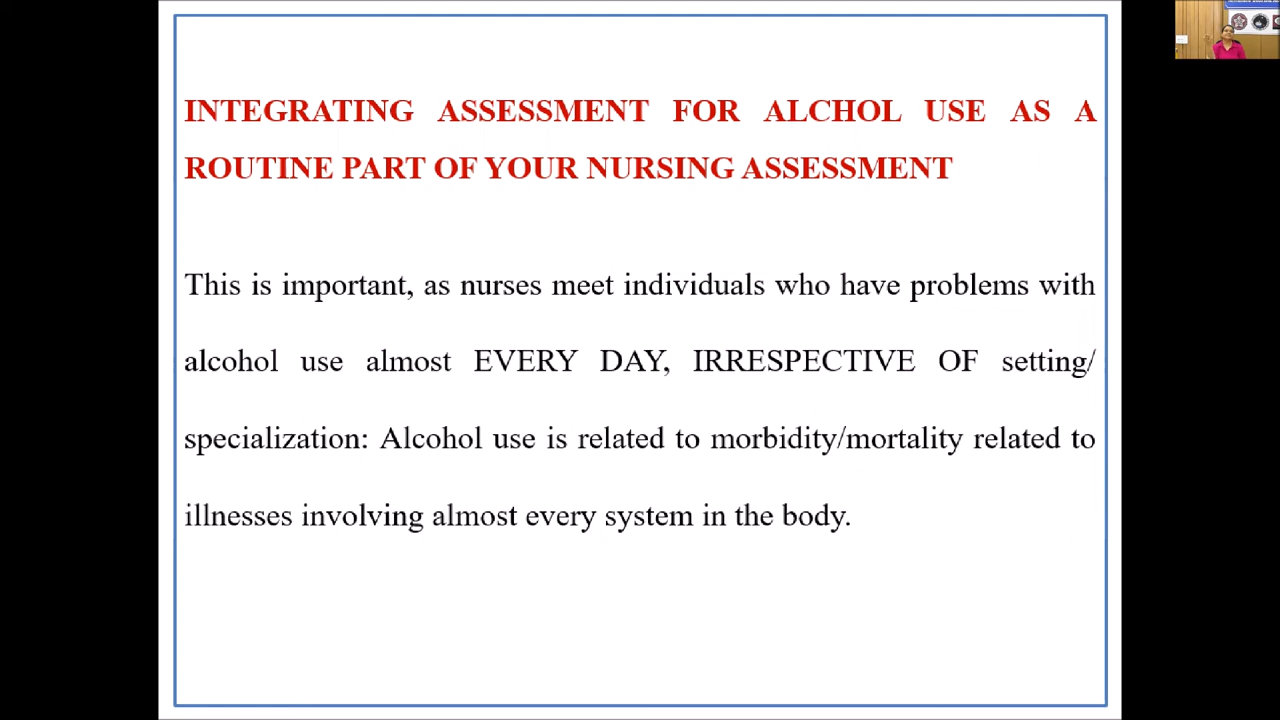 INTEGRATING ASSESSMENT FOR ALCHOL USE AS A
ROUTINE PART OF YOUR NURSING ASSESSMENT
This is important, as nurses meet individuals who have problems with
alcohol use almost EVERY DAY, IRRESPECTIVE OF setting/
specialization: Alcohol use is related to morbidity/mortality related to
illnesses involving almost every system in the body.